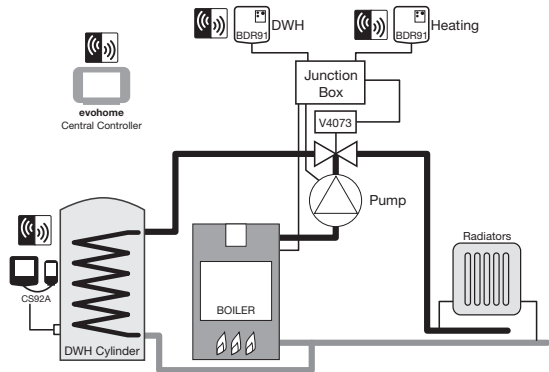 DWH
BDR91
Heating
BDR91
Junction
Box
evohome
Central Controller
V4073
Pump
Radiators
CS92A
BOILER
DWH Cylinder